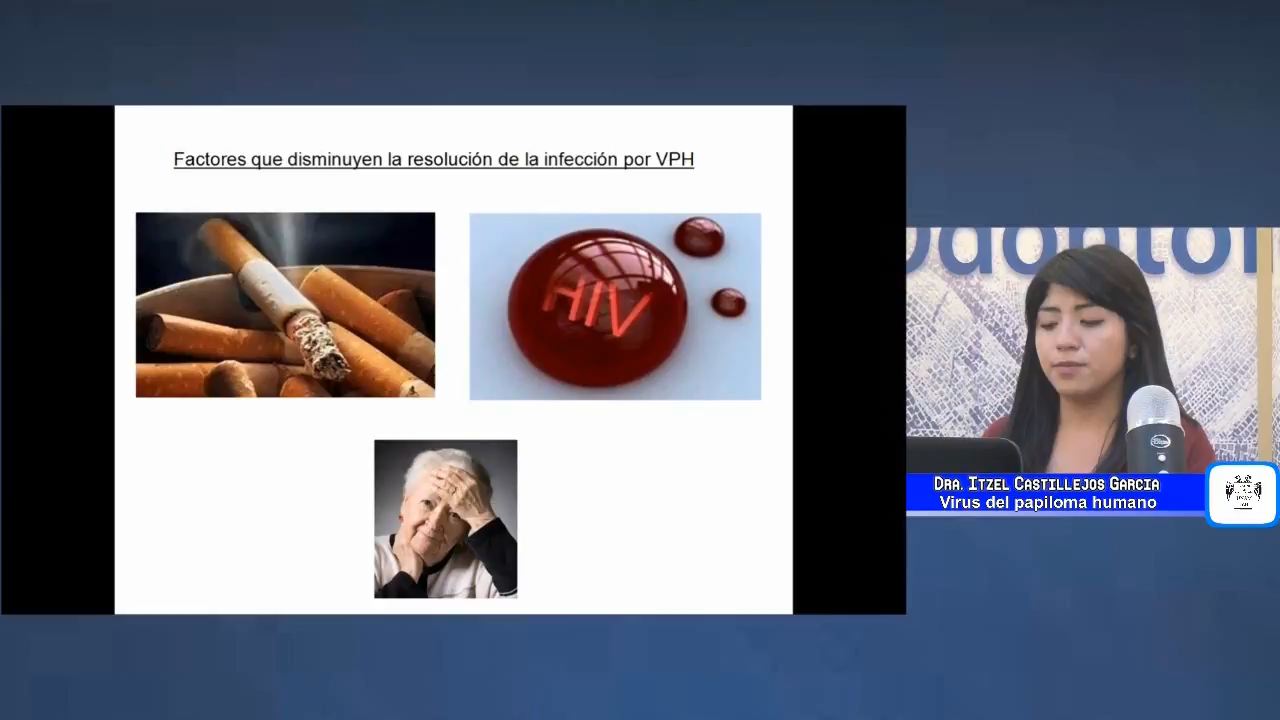 Factores que disminuyen la resolución de la infección por VPH
HIV
Odontolo
Dra. Itzel Castillejos Garcia
Virus del papiloma humano